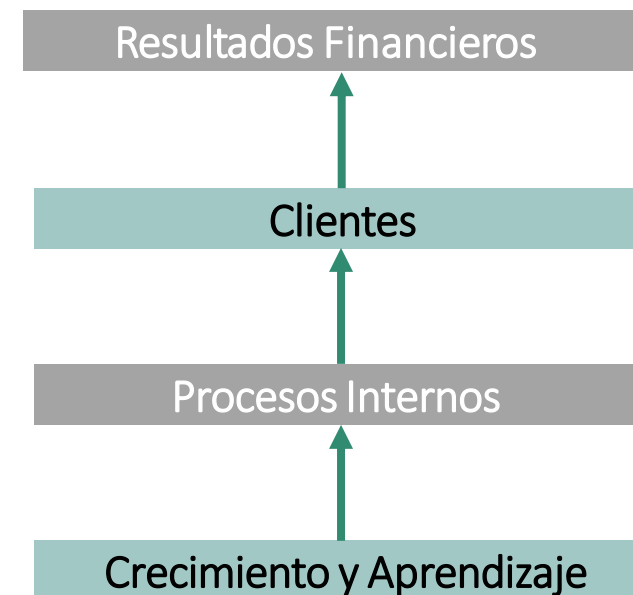 Resultados Financieros
Clientes
Procesos Internos
Crecimiento y Aprendizaje